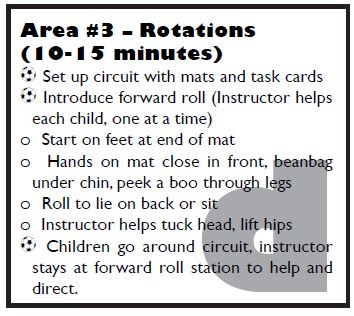 Area #3 – Rotations
(10-15 minutes)
Set up circuit with mats and task cards
Introduce forward roll (Instructor helps
each child, one at a time)
o Start on feet at end of mat
o Hands on mat close in front, beanbag
under chin, peek a boo through legs
o Roll to lie on back or sit
o Instructor helps tuck head, lift hips
Children go around circuit, instructor
stays at forward roll station to help and
direct.
d